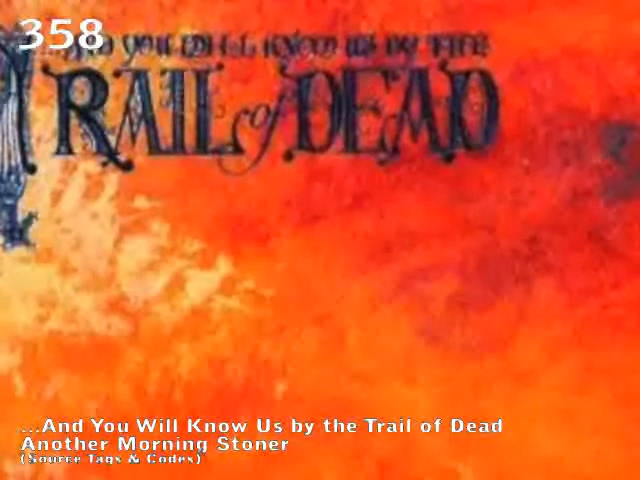 358
...AND YOU WILL KNOW US BY THE
TRAIL of DEAD
...And You Will Know Us by the Trail of Dead
Another Morning Stoner
(Source Tags & Codes)